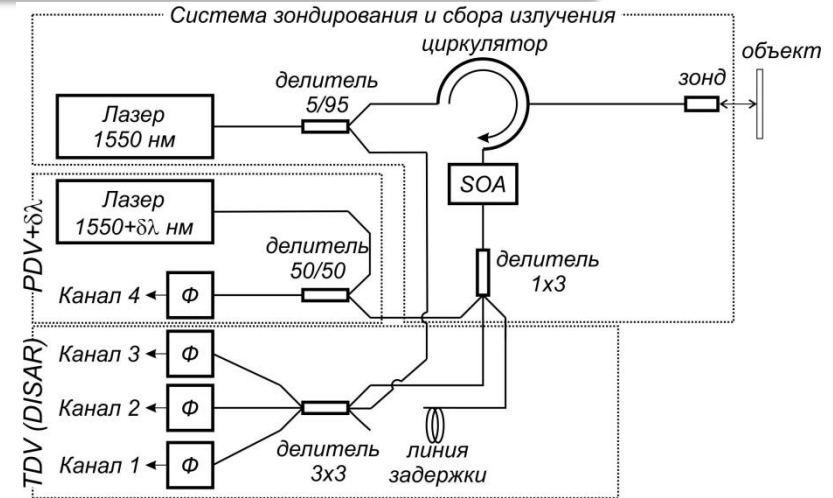 Система зондирования и сбора излучения
циркулятор
объект
делитель
5/95
зонд
Лазер
1550 нм
SOA
PDV+δλ
Лазер
1550+δλ нм
делитель
50/50
делитель
1x3
Канал 4
Ф
TDV (DISAR)
Канал 3
Ф
Канал 2
Ф
Канал 1
Ф
делитель
3x3
линия
задержки